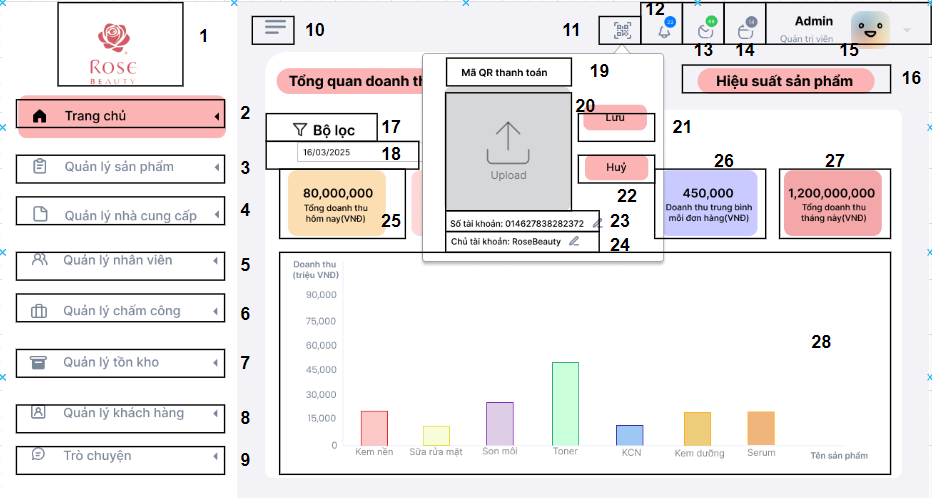 ROSE
BEAUTY
1
2
Trang chủ
3
Quản lý sản phẩm
4
Quản lý nhà cung cấp
5
Quản lý nhân viên
6
Quản lý chấm công
7
Quản lý tồn kho
8
Quản lý khách hàng
9
Trò chuyện
10
11
12
13
14
Admin
Quản trị viên
15
Tổng quan doanh th
Mã QR thanh toán
19
Hiệu suất sản phẩm
16
Bộ lọc
17
16/03/2025
18
Upload
20
Lưu
21
Huỷ
22
Số tài khoản: 014627838282372
23
Chủ tài khoản: RoseBeauty
24
80,000,000
Tổng doanh thu
hôm nay(VNĐ)
25
26
450,000
Doanh thu trung bình
mỗi đơn hàng(VNĐ)
27
1,200,000,000
Tổng doanh thu
tháng này(VNĐ)
Doanh thu
(triệu VNĐ)
90,000
75,000
60,000
45,000
30,000
15,000
0
28
Kem nền
Sữa rửa mặt
Son môi
Toner
KCN
Kem dưỡng
Serum
Tên sản phẩm